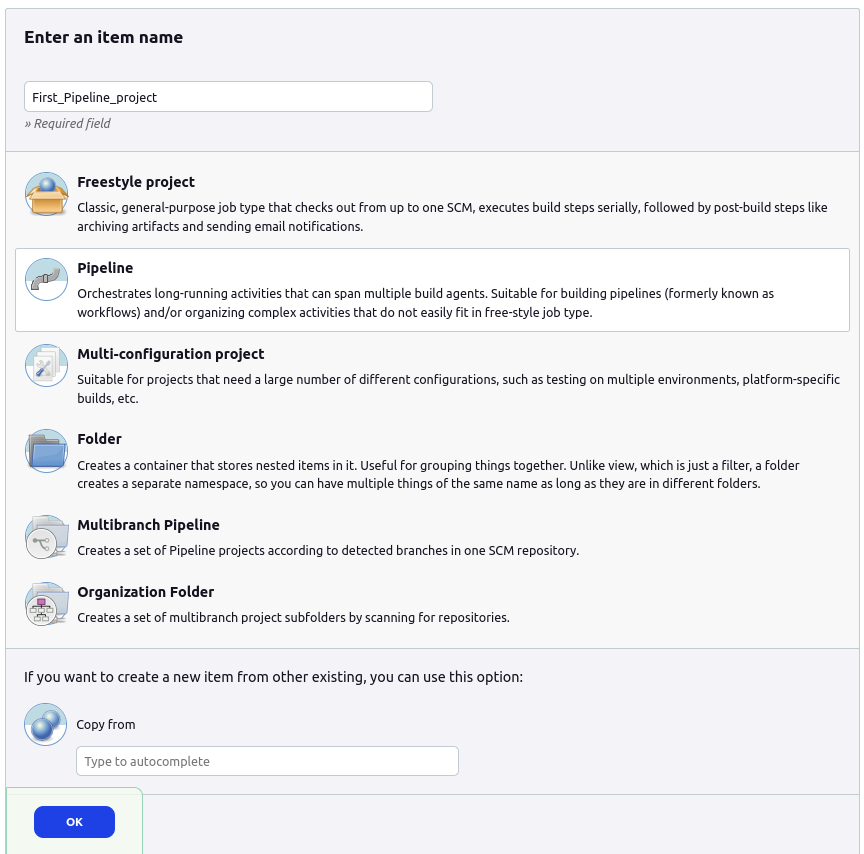 Enter an item name
First_Pipeline_project
» Required field
Freestyle project
Classic, general-purpose job type that checks out from up to one SCM, executes build steps serially, followed by post-build steps like
archiving artifacts and sending email notifications.
Pipeline
Orchestrates long-running activities that can span multiple build agents. Suitable for building pipelines (formerly known as
workflows) and/or organizing complex activities that do not easily fit in free-style job type.
Multi-configuration project
Suitable for projects that need a large number of different configurations, such as testing on multiple environments, platform-specific
builds, etc.
Folder
Creates a container that stores nested items in it. Useful for grouping things together. Unlike view, which is just a filter, a folder
creates a separate namespace, so you can have multiple things of the same name as long as they are in different folders.
Multibranch Pipeline
Creates a set of Pipeline projects according to detected branches in one SCM repository.
Organization Folder
Creates a set of multibranch project subfolders by scanning for repositories.
If you want to create a new item from other existing, you can use this option:
Copy from
Type to autocomplete
OK